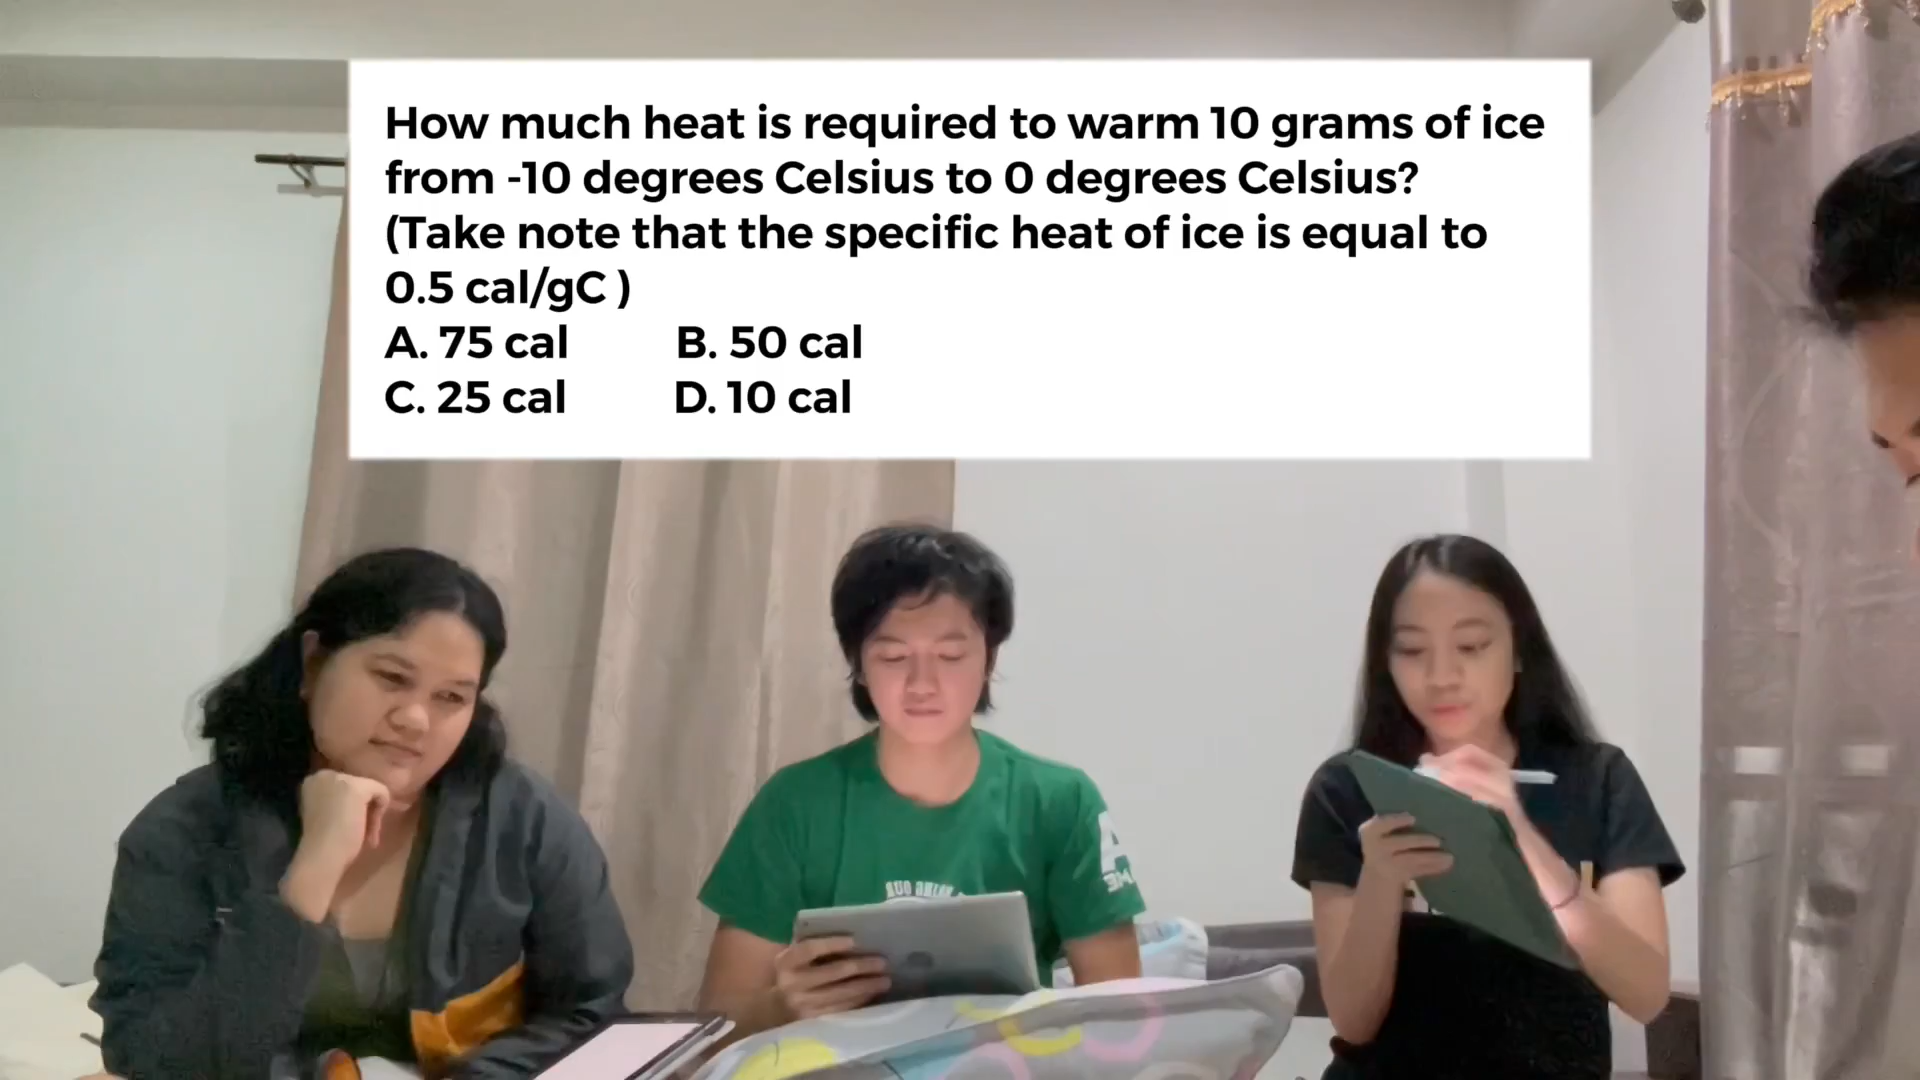 How much heat is required to warm 10 grams of ice
from -10 degrees Celsius to 0 degrees Celsius?
(Take note that the specific heat of ice is equal to
0.5 cal/gC )
A. 75 cal B. 50 cal
C. 25 cal D. 10 cal